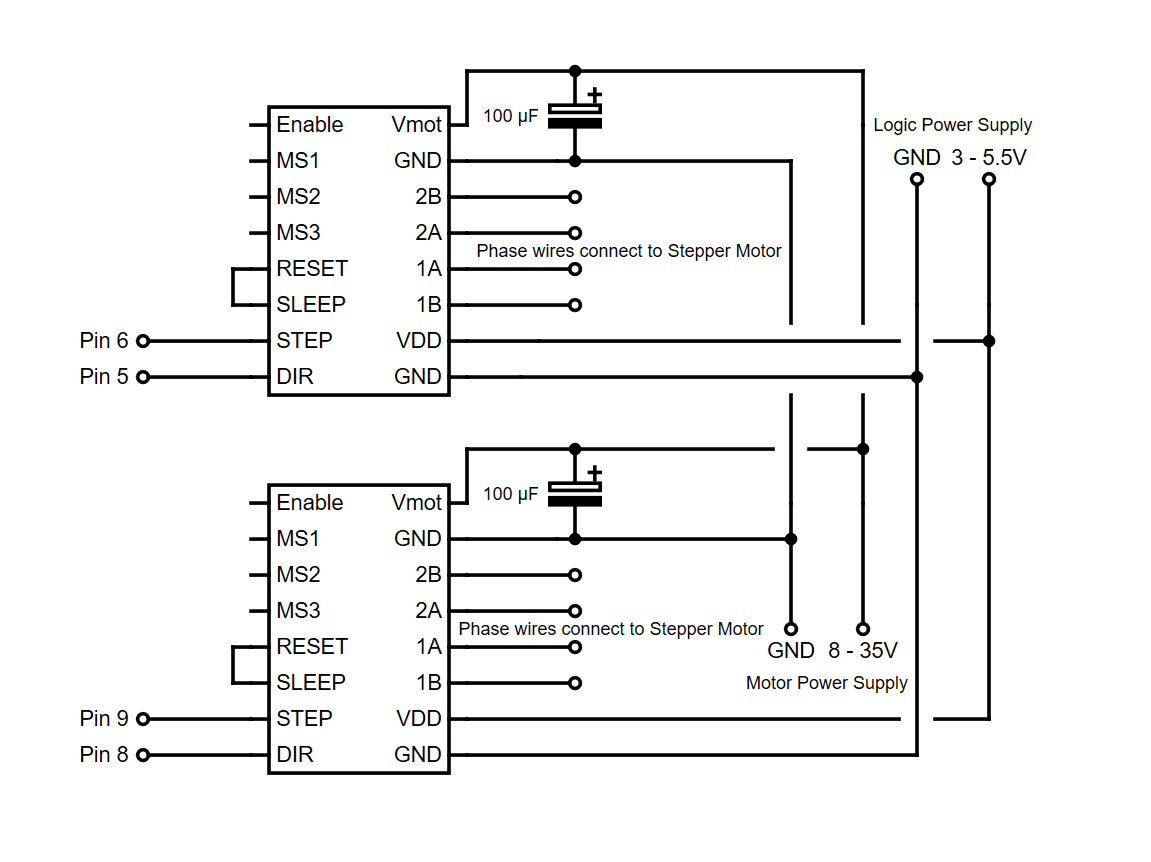 Logic Power Supply
GND 3 - 5.5V
100 µF
+
Enable Vmot
MS1 GND
MS2 2B
MS3 2A
Phase wires connect to Stepper Motor
RESET 1A
SLEEP 1B
Pin 6 STEP VDD
Pin 5 DIR GND
100 µF
+
Enable Vmot
MS1 GND
MS2 2B
MS3 2A
Phase wires connect to Stepper Motor
RESET 1A
SLEEP 1B
GND 8 - 35V
Motor Power Supply
Pin 9 STEP VDD
Pin 8 DIR GND